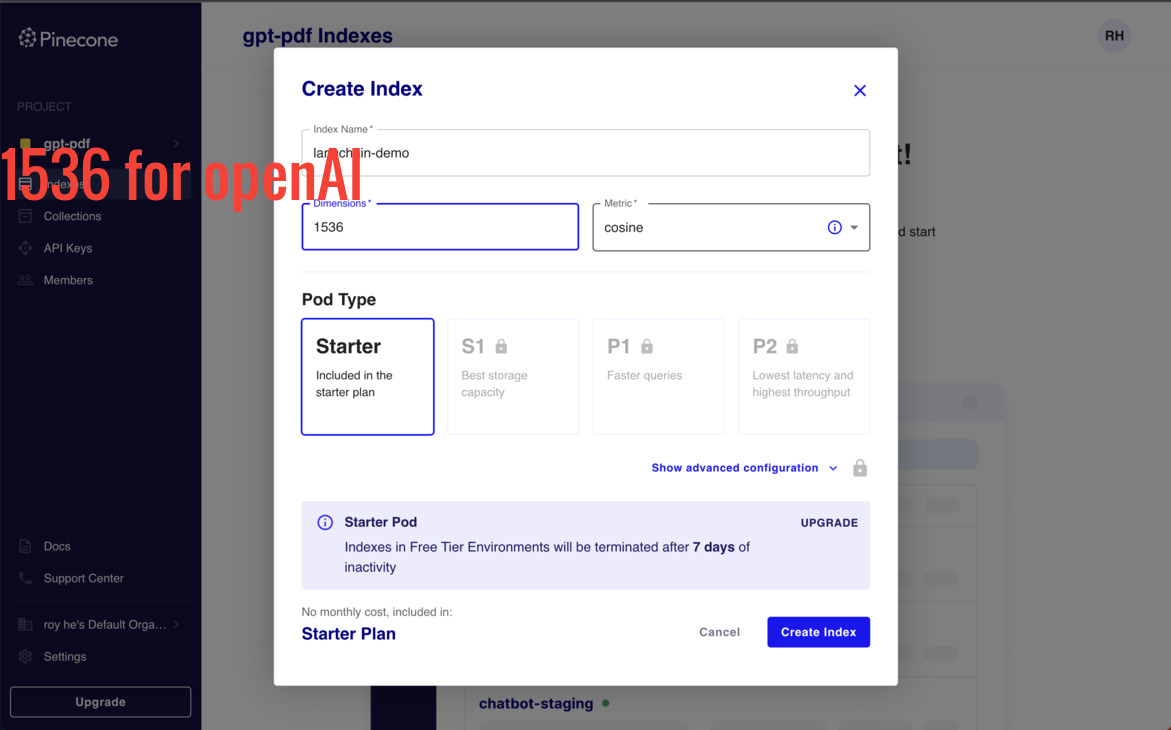 Pinecone
gpt-pdf Indexes
RH
PROJECT
gpt-pdf
Indexes
Collections
API Keys
Members
Docs
Support Center
roy he's Default Orga...
Settings
Upgrade
1536 for openAI
Create Index
Index Name*
langchain-demo
Dimensions*
1536
Metric*
cosine
Pod Type
Starter
Included in the
starter plan
S1
Best storage
capacity
P1
Faster queries
P2
Lowest latency and
highest throughput
Show advanced configuration
Starter Pod
UPGRADE
Indexes in Free Tier Environments will be terminated after 7 days of
inactivity
No monthly cost, included in:
Starter Plan
Cancel
Create Index
t!
d start
chatbot-staging